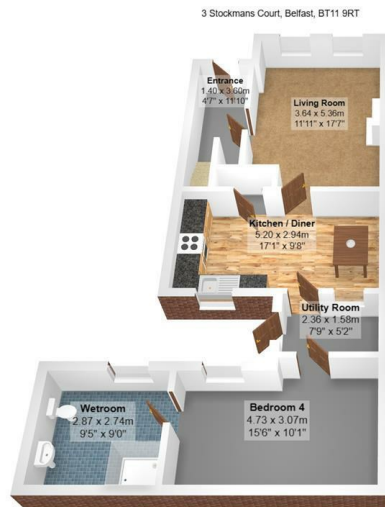 3 Stockmans Court, Belfast, BT11 9RT
Entrance
1.40 x 3.60m
4'7" x 11'10"
Living Room
3.64 x 5.36m
11'11" x 17'7"
Kitchen / Diner
5.20 x 2.94m
17'1" x 9'8"
Utility Room
2.36 x 1.58m
7'9" x 5'2"
Wetroom
2.87 x 2.74m
9'5" x 9'0"
Bedroom 4
4.73 x 3.07m
15'6" x 10'1"